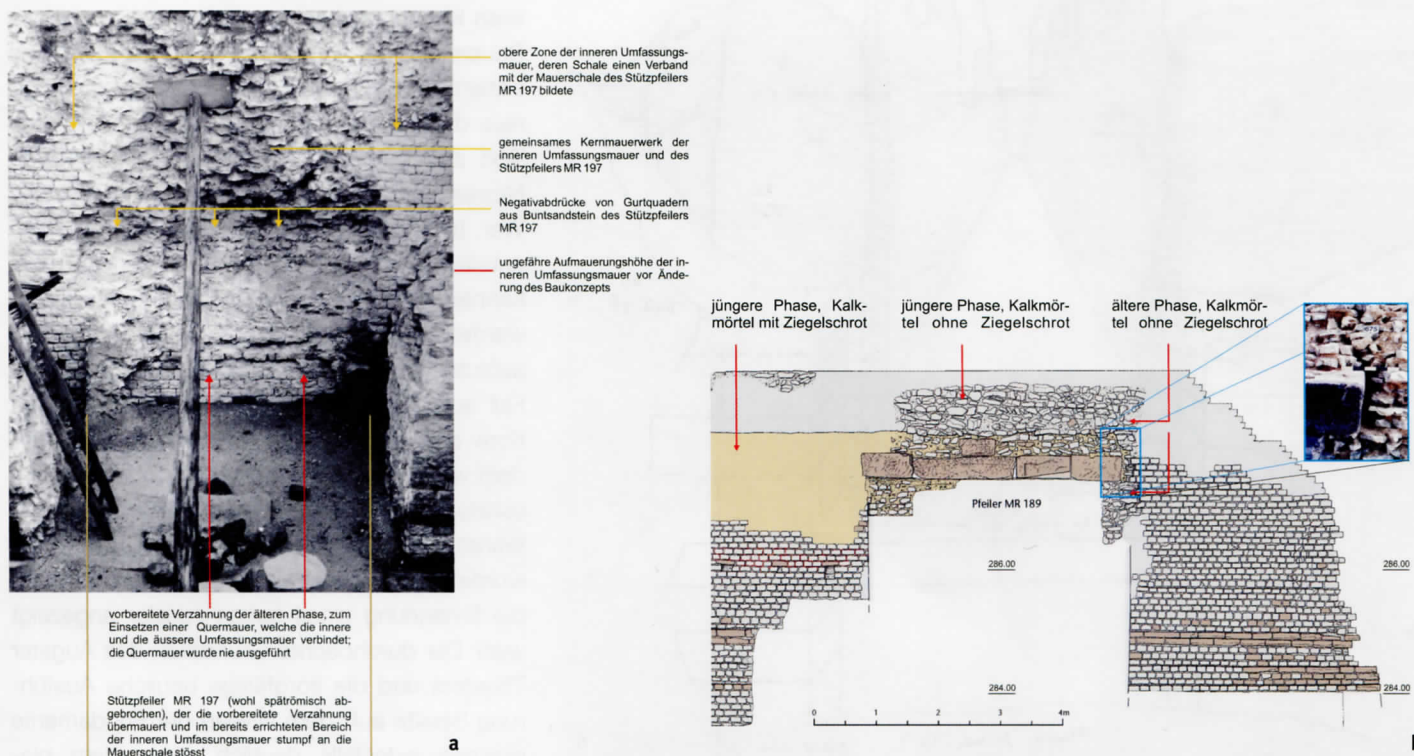 obere Zone der inneren Umfassungs-
mauer, deren Schale einen Verband
mit der Mauerschale des Stützpfeilers
MR 197 bildete
gemeinsames Kernmauerwerk der
inneren Umfassungsmauer und des
Stützpfeilers MR 197
Negativabdrücke von Gurtquadern
aus Buntsandstein des Stützpfeilers
MR 197
ungefähre Aufmauerungshöhe der in-
neren Umfassungsmauer vor Ände-
rung des Baukonzepts
vorbereitete Verzahnung der älteren Phase, zum
Einsetzen einer Quermauer, welche die innere
und die äussere Umfassungsmauer verbindet;
die Quermauer wurde nie ausgeführt
Stützpfeiler MR 197 (wohl spätrömisch ab-
gebrochen), der die vorbereitete Verzahnung
übermauert und im bereits errichteten Bereich
der inneren Umfassungsmauer stumpf an die
Mauerschale stösst
a
jüngere Phase, Kalk-
mörtel mit Ziegelschrot
jüngere Phase, Kalkmör-
tel ohne Ziegelschrot
ältere Phase, Kalkmör-
tel ohne Ziegelschrot
Pfeiler MR 189
286.00
286.00
284.00
284.00
0 1 2 3 4m